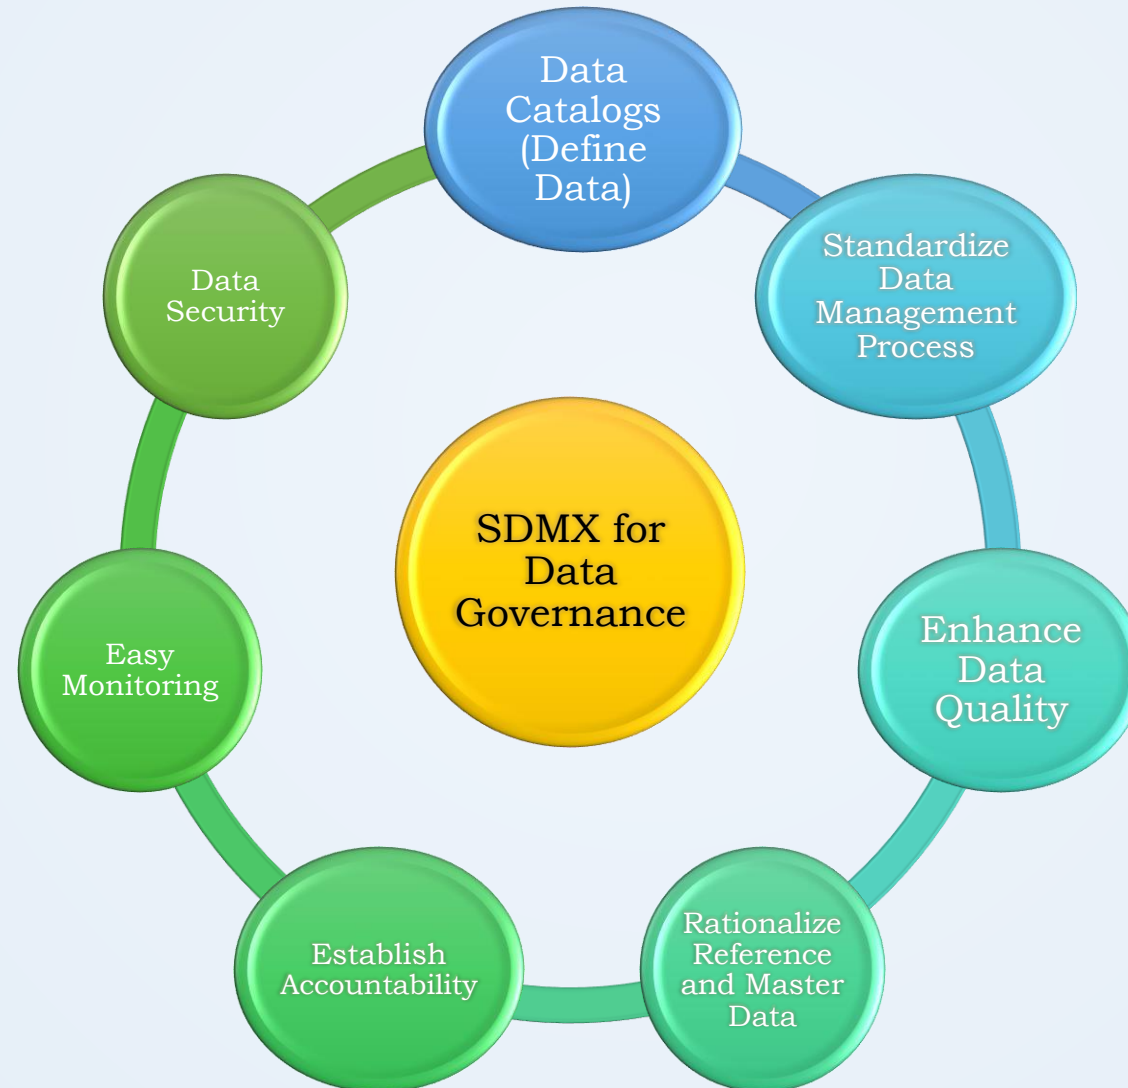 Data
Catalogs
(Define
Data)
Standardize
Data
Management
Process
Enhance
Data
Quality
Rationalize
Reference
and Master
Data
Establish
Accountability
Easy
Monitoring
Data
Security
SDMX for
Data
Governance